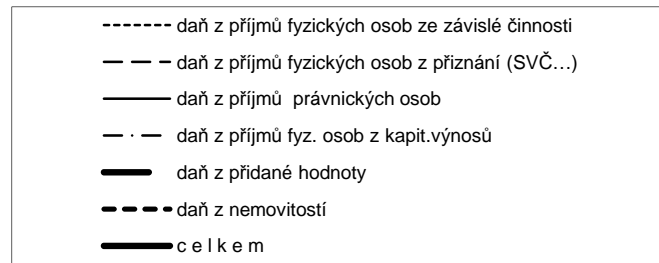 daň z příjmů fyzických osob ze závislé činnosti
daň z příjmů fyzických osob z přiznání (SVČ…)
daň z příjmů  právnických osob
daň z příjmů fyz. osob z kapit.výnosů
daň z přidané hodnoty
daň z nemovitostí
c e l k e m